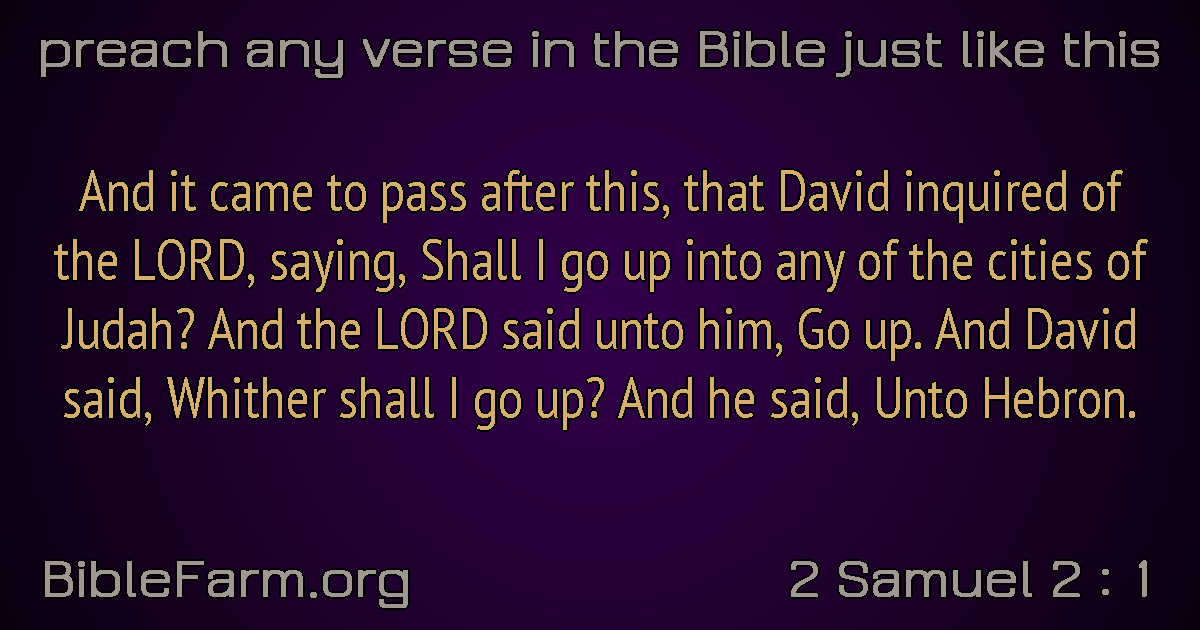 preach any verse in the Bible just like this
And it came to pass after this, that David inquired of
the LORD, saying, Shall I go up into any of the cities of
Judah? And the LORD said unto him, Go up. And David
said, Whither shall I go up? And he said, Unto Hebron.
BibleFarm.org
2 Samuel 2 : 1